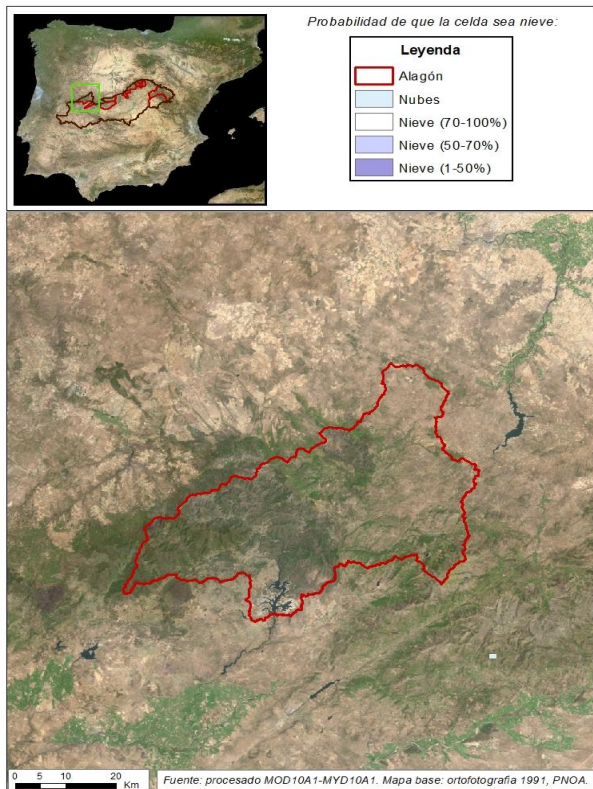 Probabilidad de que la celda sea nieve:
Leyenda
Alagón
Nubes
Nieve (70-100%)
Nieve (50-70%)
Nieve (1-50%)
0 5 10 20
Km
Fuente: procesado MOD10A1-MYD10A1. Mapa base: ortofotografia 1991, PNOA.